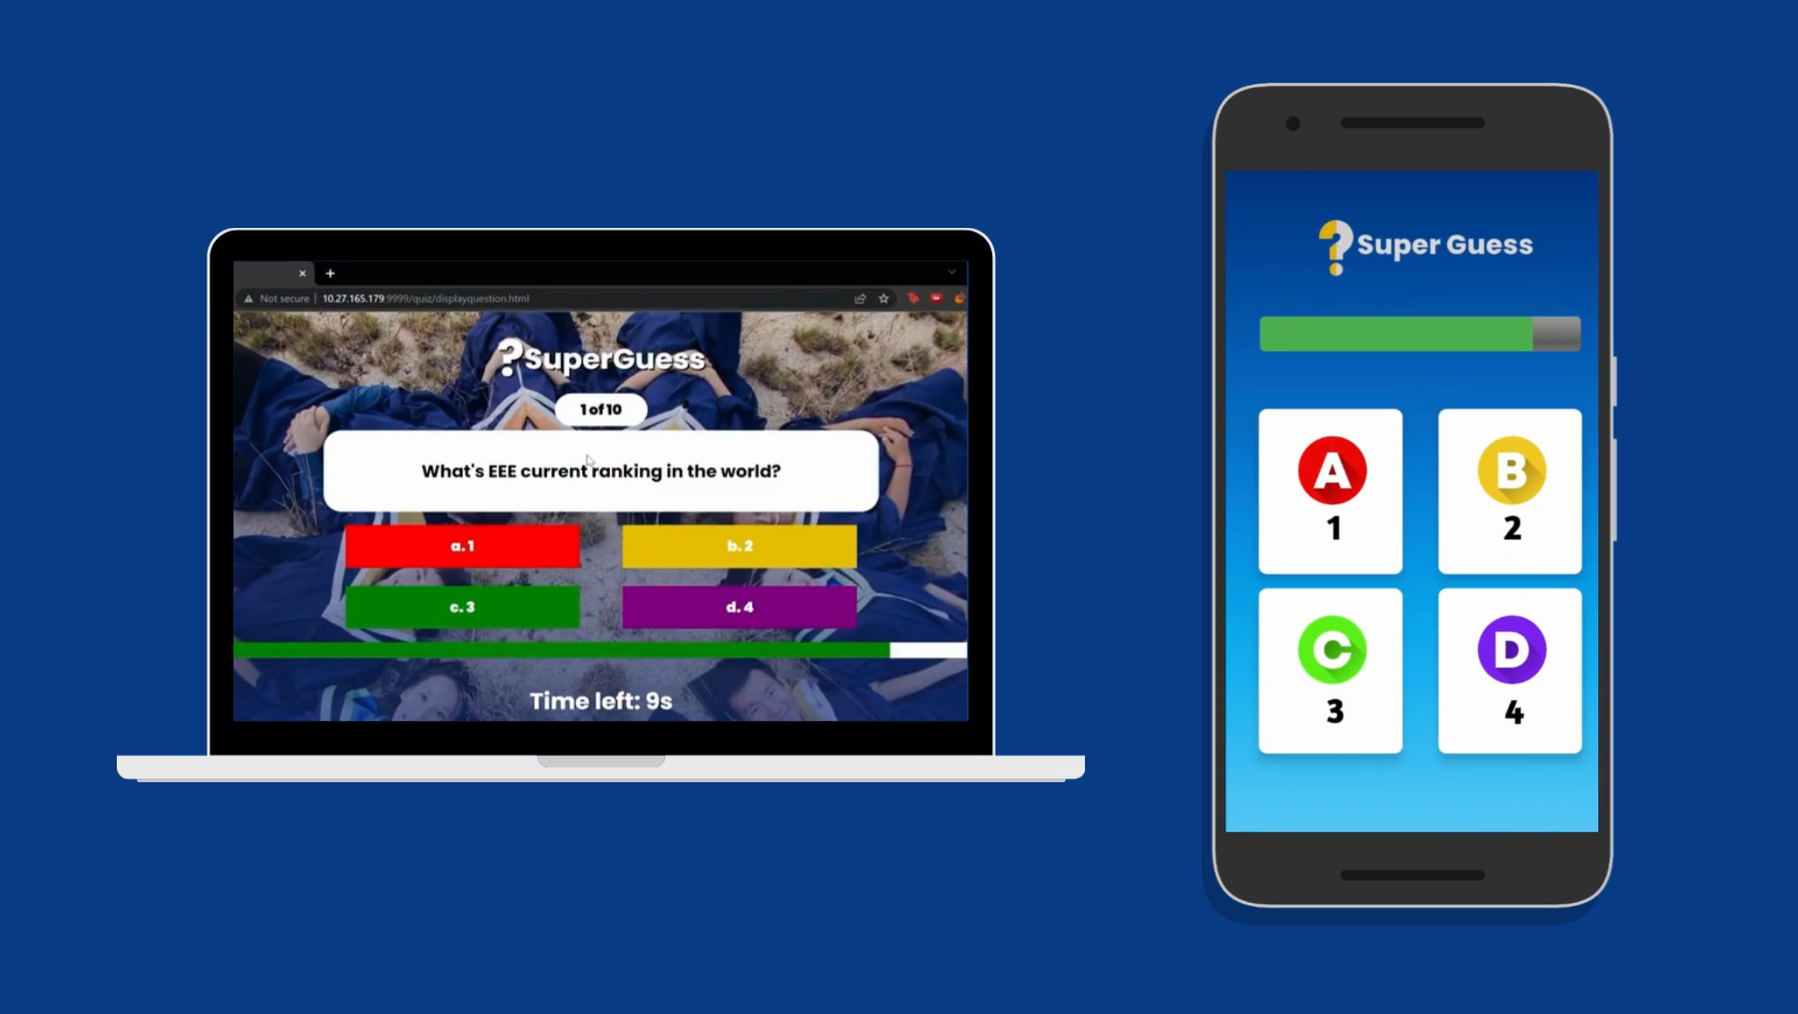 Not secure | 10.27.165.179:9999/quiz/displayquestion.html
?SuperGuess
1 of 10
What's EEE current ranking in the world?
a. 1
b. 2
c. 3
d. 4
Time left: 9s
?Super Guess
A
1
B
2
C
3
D
4